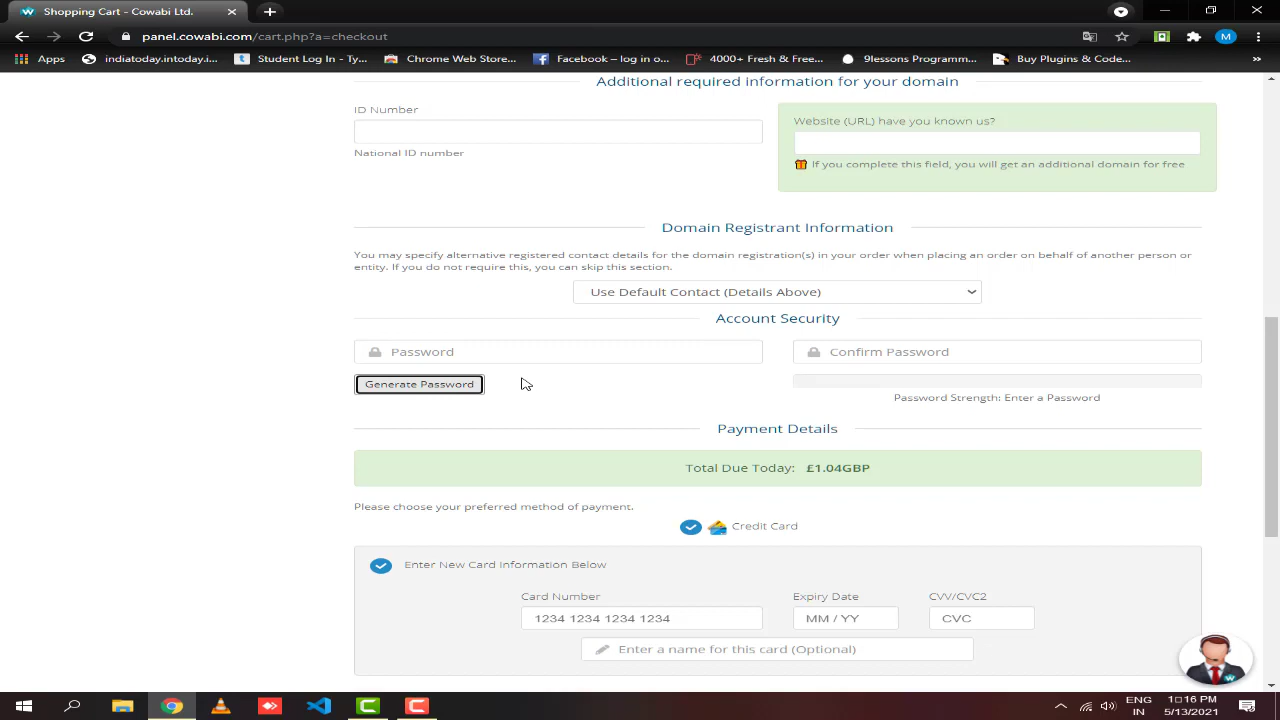 Shopping Cart - Cowabi Ltd.
panel.cowabi.com/cart.php?a=checkout
M
Apps
indiatoday.intoday.i...
Student Log In - Ty...
Chrome Web Store...
Facebook – log in o...
4000+ Fresh & Free...
9lessons Programm...
Buy Plugins & Code...
»
Additional required information for your domain
ID Number
National ID number
Website (URL) have you known us?
If you complete this field, you will get an additional domain for free
Domain Registrant Information
You may specify alternative registered contact details for the domain registration(s) in your order when placing an order on behalf of another person or
entity. If you do not require this, you can skip this section.
Use Default Contact (Details Above)
Account Security
Password
Confirm Password
Generate Password
Password Strength: Enter a Password
Payment Details
Total Due Today: £1.04GBP
Please choose your preferred method of payment.
Credit Card
Enter New Card Information Below
Card Number
Expiry Date
CVV/CVC2
1234 1234 1234 1234
MM / YY
CVC
Enter a name for this card (Optional)
ENG
IN
10:16 PM
5/13/2021